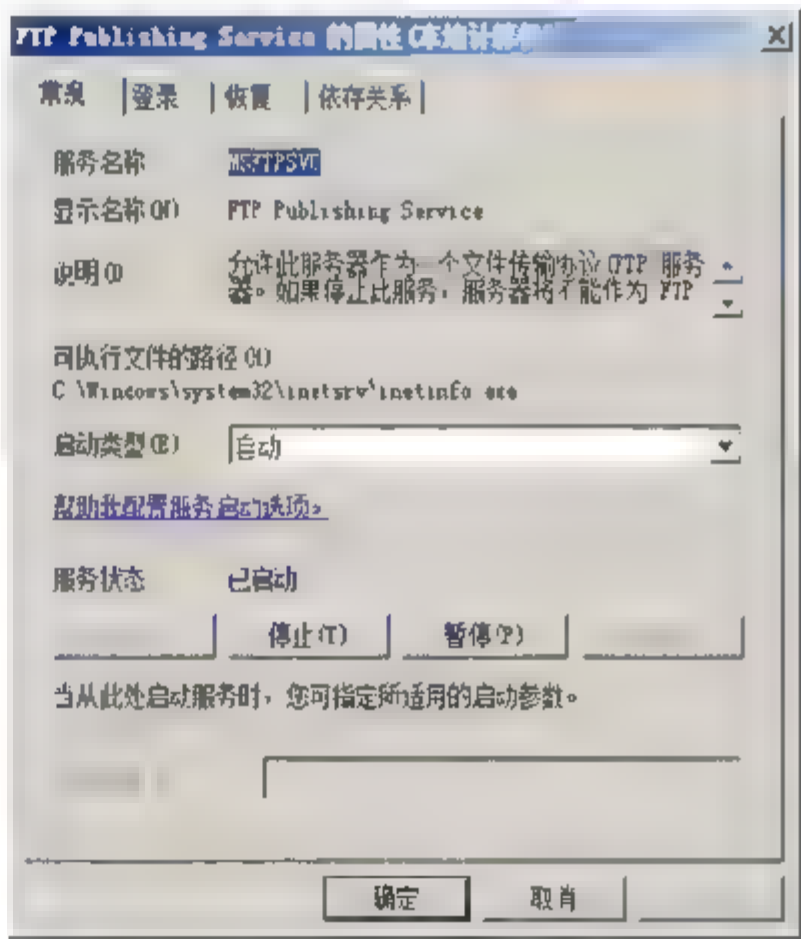 FTP Publishing Service 的属性(本地计算机
常规 登录 恢复 依存关系
服务名称 MSFTPSVC
显示名称(N) FTP Publishing Service
说明(D) 允许此服务器作为一个文件传输协议(FTP 服务
器。如果停止此服务,服务器将不能作为 FTP
可执行文件的路径(H)
C \Windows\system32\inetsrv\inetinfo exe
启动类型(E) 自动
帮助我配置服务启动选项。
服务状态 已启动
停止(T) 暂停(P)
当从此处启动服务时,您可指定所适用的启动参数。
确定 取消